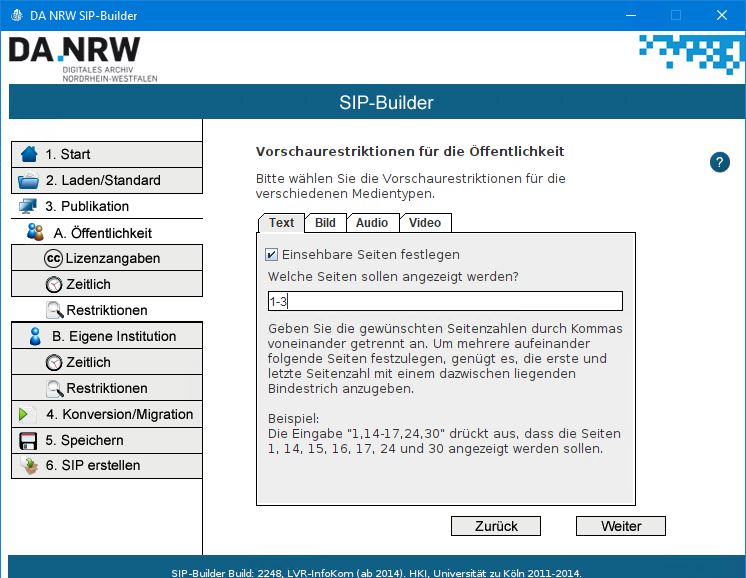 DA NRW SIP-Builder
DA.NRW
DIGITALES ARCHIV
NORDRHEIN-WESTFALEN
SIP-Builder
1. Start
2. Laden/Standard
3. Publikation
A. Öffentlichkeit
cc Lizenzangaben
Zeitlich
Restriktionen
B. Eigene Institution
Zeitlich
Restriktionen
4. Konversion/Migration
5. Speichern
6. SIP erstellen
Vorschaurestriktionen für die Öffentlichkeit
?
Bitte wählen Sie die Vorschaurestriktionen für die
verschiedenen Medientypen.
Text Bild Audio Video
Einsehbare Seiten festlegen
Welche Seiten sollen angezeigt werden?
1-3
Geben Sie die gewünschten Seitenzahlen durch Kommas
voneinander getrennt an. Um mehrere aufeinander
folgende Seiten festzulegen, genügt es, die erste und
letzte Seitenzahl mit einem dazwischen liegenden
Bindestrich anzugeben.
Beispiel:
Die Eingabe "1,14-17,24,30" drückt aus, dass die Seiten
1, 14, 15, 16, 17, 24 und 30 angezeigt werden sollen.
Zurück Weiter
SIP-Builder Build: 2248, LVR-InfoKom (ab 2014), HKI, Universität zu Köln 2011-2014.